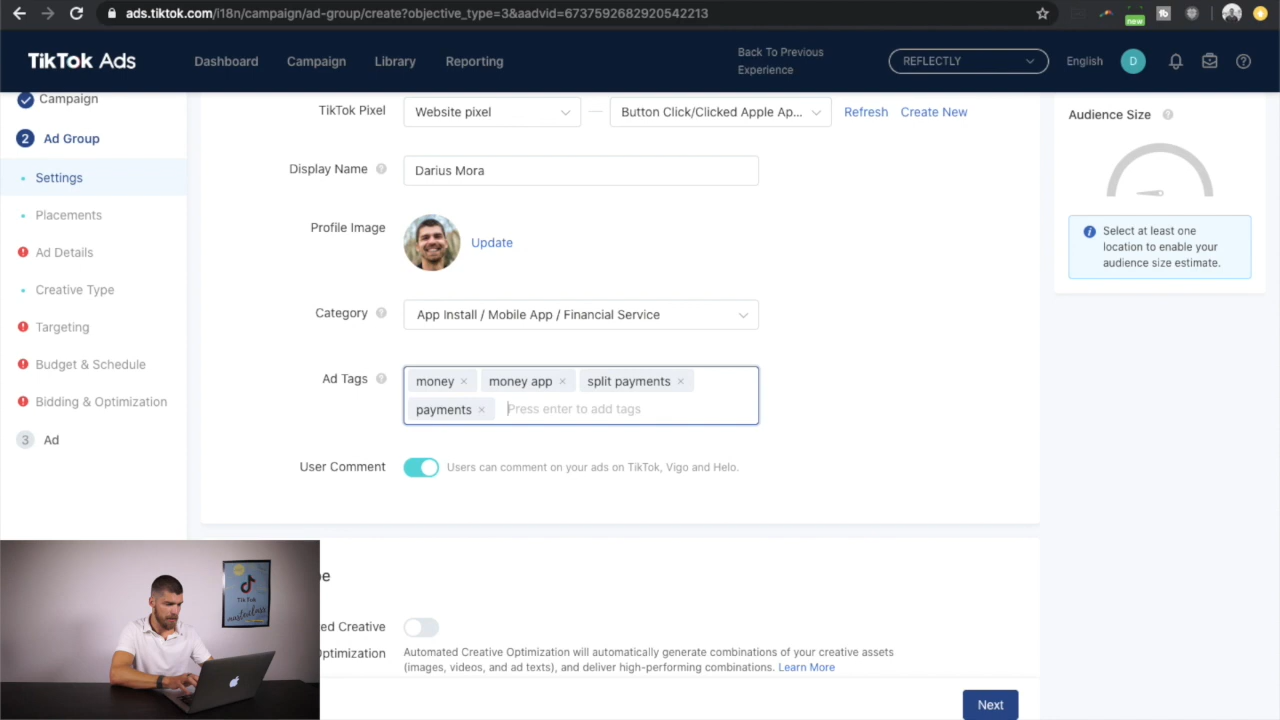 ads.tiktok.com/i18n/campaign/ad-group/create?objective_type=3&aadvid=6737592682920542213
new
TikTok Ads
Dashboard
Campaign
Library
Reporting
Back To Previous
Experience
REFLECTLY
English
D
Campaign
2 Ad Group
Settings
Placements
Ad Details
Creative Type
Targeting
Budget & Schedule
Bidding & Optimization
3 Ad
TikTok Pixel
Website pixel
Button Click/Clicked Apple Ap...
Refresh
Create New
Display Name
Darius Mora
Profile Image
Update
Category
App Install / Mobile App / Financial Service
Ad Tags
money × money app × split payments ×
payments × Press enter to add tags
User Comment
Users can comment on your ads on TikTok, Vigo and Helo.
Audience Size
Select at least one
location to enable your
audience size estimate.
Automated Creative Optimization will automatically generate combinations of your creative assets
(images, videos, and ad texts), and deliver high-performing combinations. Learn More
Next
Creative
Tik Tok